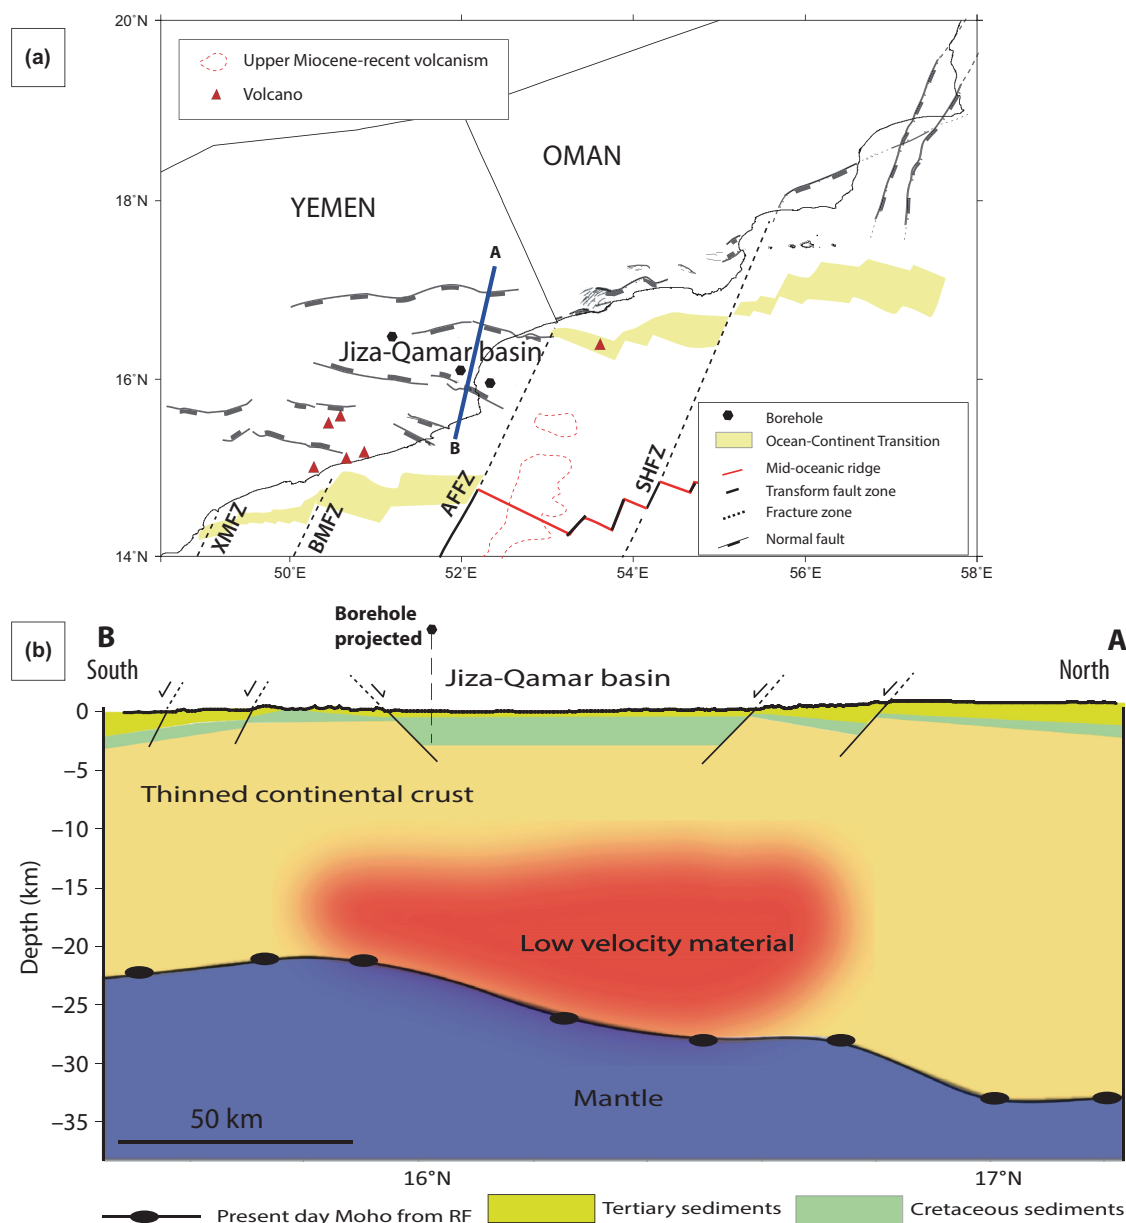 (a)
20˚N
18˚N
16˚N
14˚N
Upper Miocene-recent volcanism
Volcano
OMAN
YEMEN
A
Jiza-Qamar basin
B
XMFZ
BMFZ
AFFZ
SHFZ
Borehole
Ocean-Continent Transition
Mid-oceanic ridge
Transform fault zone
Fracture zone
Normal fault
50˚E
52˚E
54˚E
56˚E
58˚E
(b)
B
South
Borehole
projected
Jiza-Qamar basin
A
North
Depth (km)
0
−5
−10
−15
−20
−25
−30
−35
Thinned continental crust
Low velocity material
Mantle
50 km
16°N
17°N
Present day Moho from RF
Tertiary sediments
Cretaceous sediments